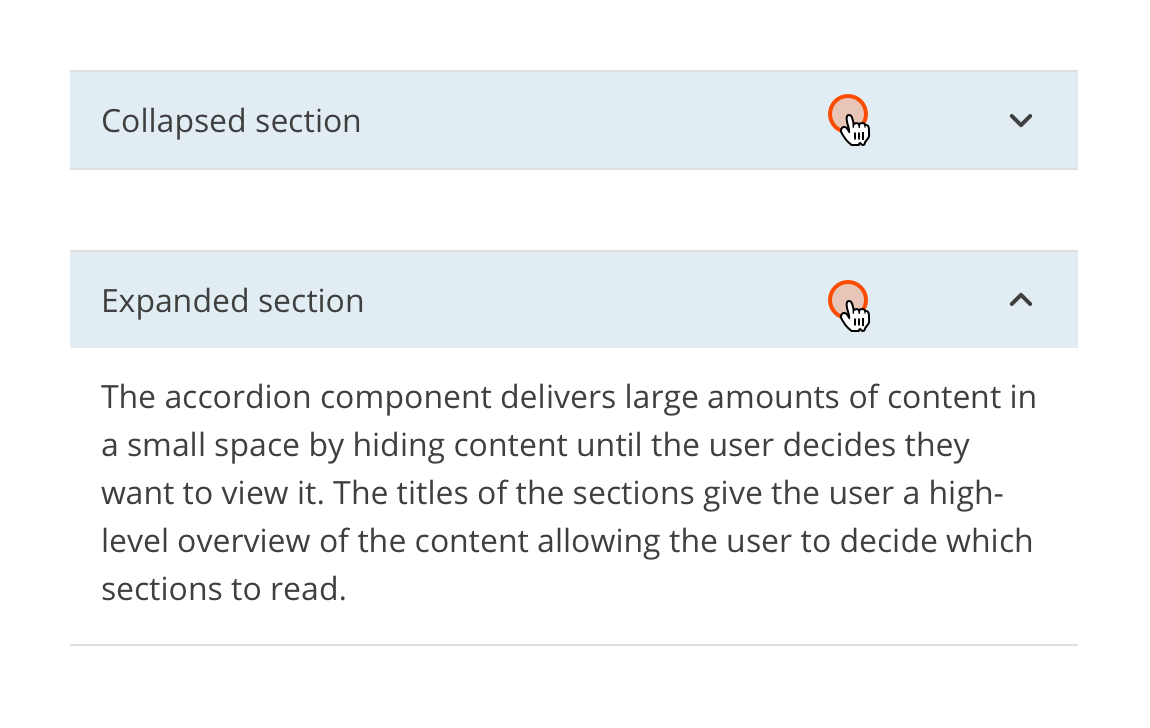 Collapsed section
Expanded section
The accordion component delivers large amounts of content in
a small space by hiding content until the user decides they
want to view it. The titles of the sections give the user a high-
level overview of the content allowing the user to decide which
sections to read.